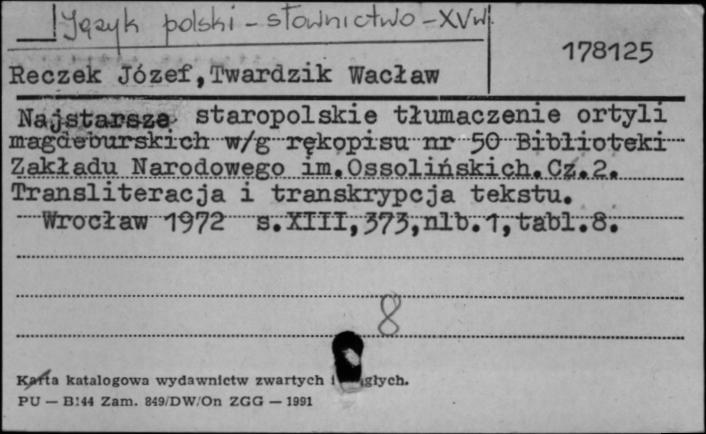 Język polski - słownictwo - XV w.
178125
Reczek Józef, Twardzik Wacław
Najstarsze staropolskie tłumaczenie ortyli
magdeburskich w/g rękopisu nr 50 Biblioteki
Zakładu Narodowego im.Ossolińskich.Cz.2.
Transliteracja i transkrypcja tekstu.
Wrocław 1972 s.XIII,373,nlb.1,tabl.8.
8
Karta katalogowa wydawnictw zwartych i
PU — B144 Zam. 849/DW/On ZGG — 1991